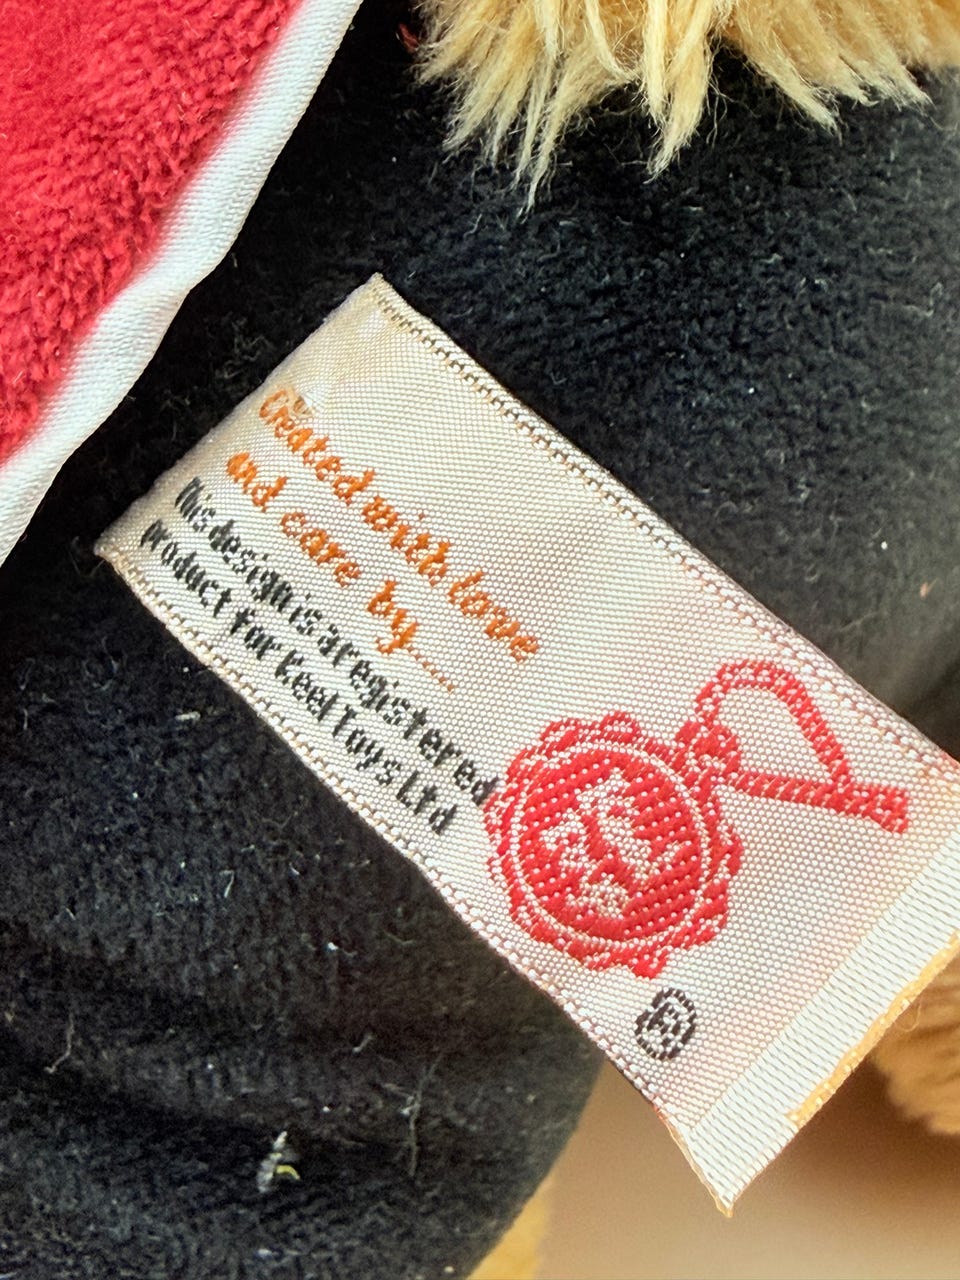 Created with love
and care by....
This design is a registered
product for Keel Toys Ltd
®